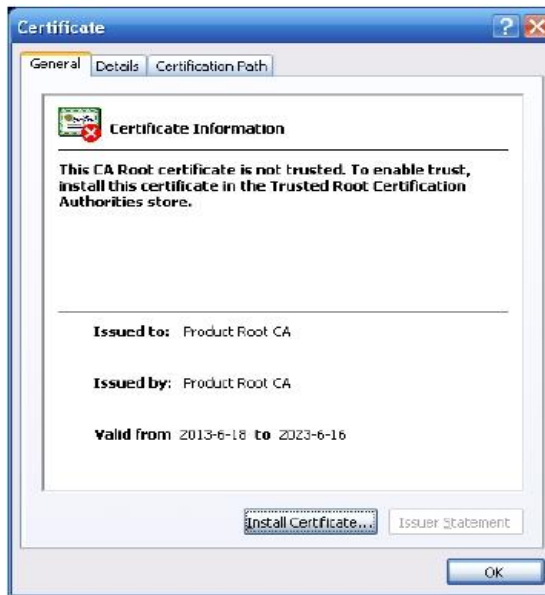 Certificate
General Details Certification Path
Certificate Information
This CA Root certificate is not trusted. To enable trust,
install this certificate in the Trusted Root Certification
Authorities store.
Issued to: Product Root CA
Issued by: Product Root CA
Valid from 2013-6-18 to 2023-6-16
Install Certificate... Issuer Statement
OK